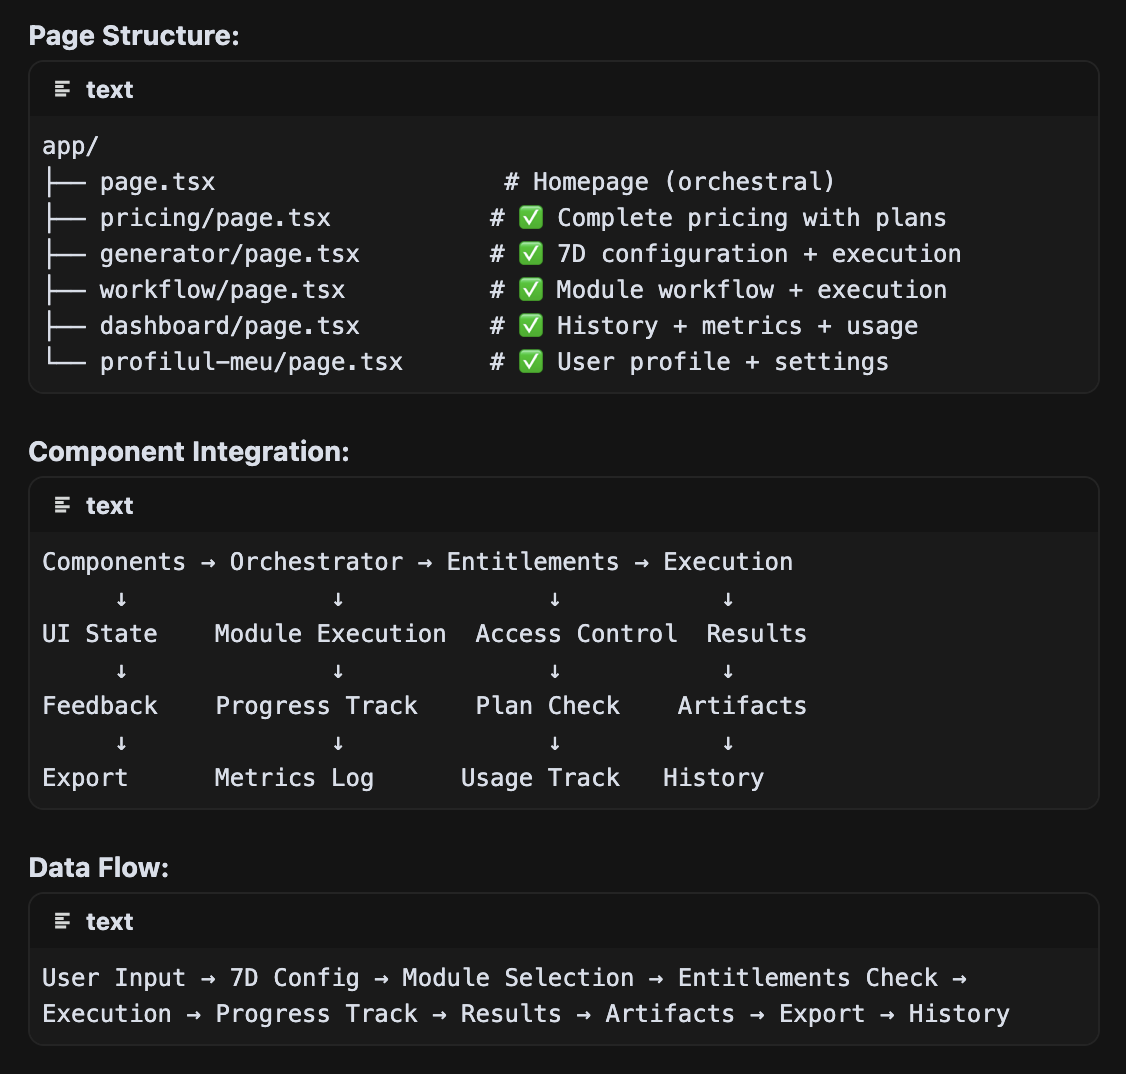 Page Structure:
text
app/
├── page.tsx                    # Homepage (orchestral)
├── pricing/page.tsx           # ✅ Complete pricing with plans
├── generator/page.tsx         # ✅ 7D configuration + execution
├── workflow/page.tsx          # ✅ Module workflow + execution
├── dashboard/page.tsx         # ✅ History + metrics + usage
└── profilul-meu/page.tsx      # ✅ User profile + settings
Component Integration:
text
Components → Orchestrator → Entitlements → Execution
     ↓              ↓              ↓           ↓
UI State    Module Execution  Access Control  Results
     ↓              ↓              ↓           ↓
Feedback    Progress Track    Plan Check    Artifacts
     ↓              ↓              ↓           ↓
Export      Metrics Log      Usage Track   History
Data Flow:
text
User Input → 7D Config → Module Selection → Entitlements Check →
Execution → Progress Track → Results → Artifacts → Export → History